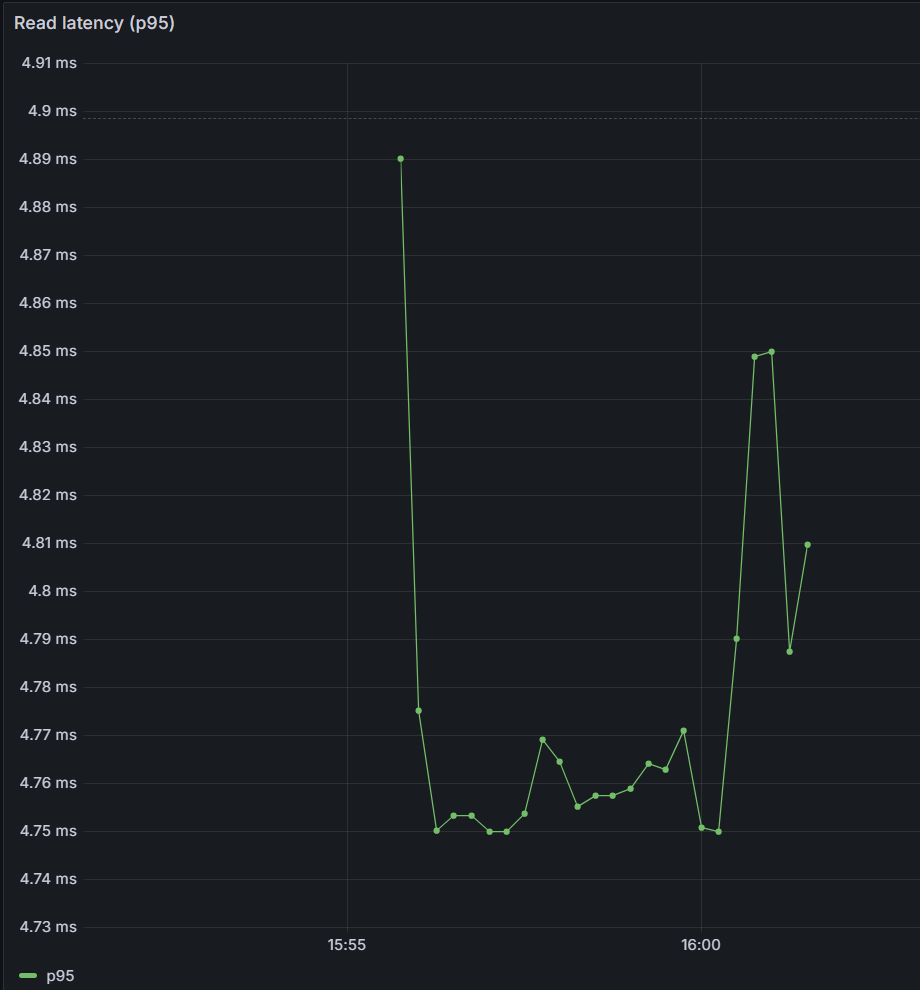 Read latency (p95)
4.91 ms
4.9 ms
4.89 ms
4.88 ms
4.87 ms
4.86 ms
4.85 ms
4.84 ms
4.83 ms
4.82 ms
4.81 ms
4.8 ms
4.79 ms
4.78 ms
4.77 ms
4.76 ms
4.75 ms
4.74 ms
4.73 ms
15:55 16:00
p95